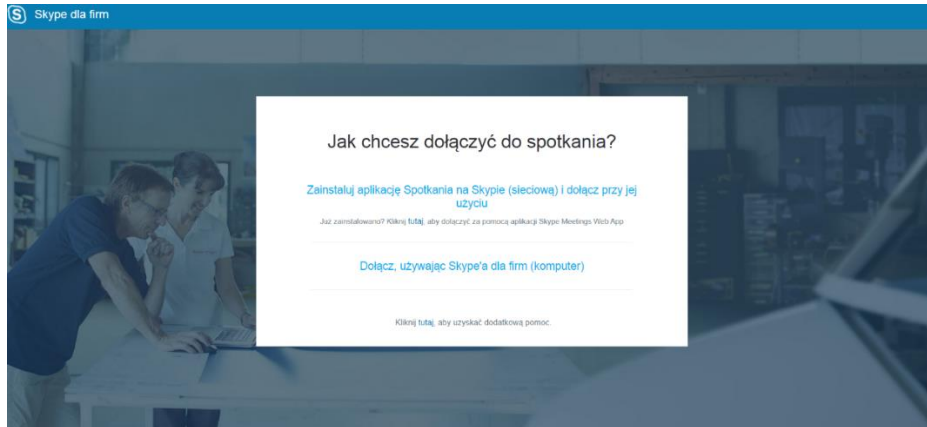 Skype dla firm
Jak chcesz dołączyć do spotkania?
Zainstaluj aplikację Spotkania na Skypie (sieciową) i dołącz przy jej
użyciu
Już zainstalowano? Kliknij tutaj, aby dołączyć za pomocą aplikacji Skype Meetings Web App
Dołącz, używając Skype'a dla firm (komputer)
Kliknij tutaj, aby uzyskać dodatkową pomoc.